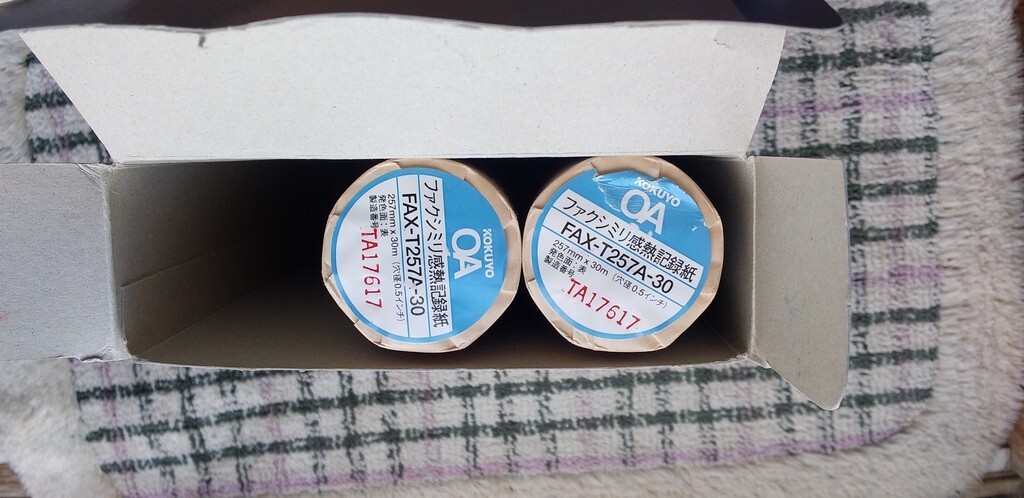 KOKUYO
OA
ファクシミリ感熱記録紙
FAX-T257A-30
257mm x 30m (穴径0.5インチ)
発色面:表
製造番号
TA17617
KOKUYO
OA
ファクシミリ感熱記録紙
FAX-T257A-30
257mm x 30m (穴径0.5インチ)
発色面:表
製造番号
TA17617